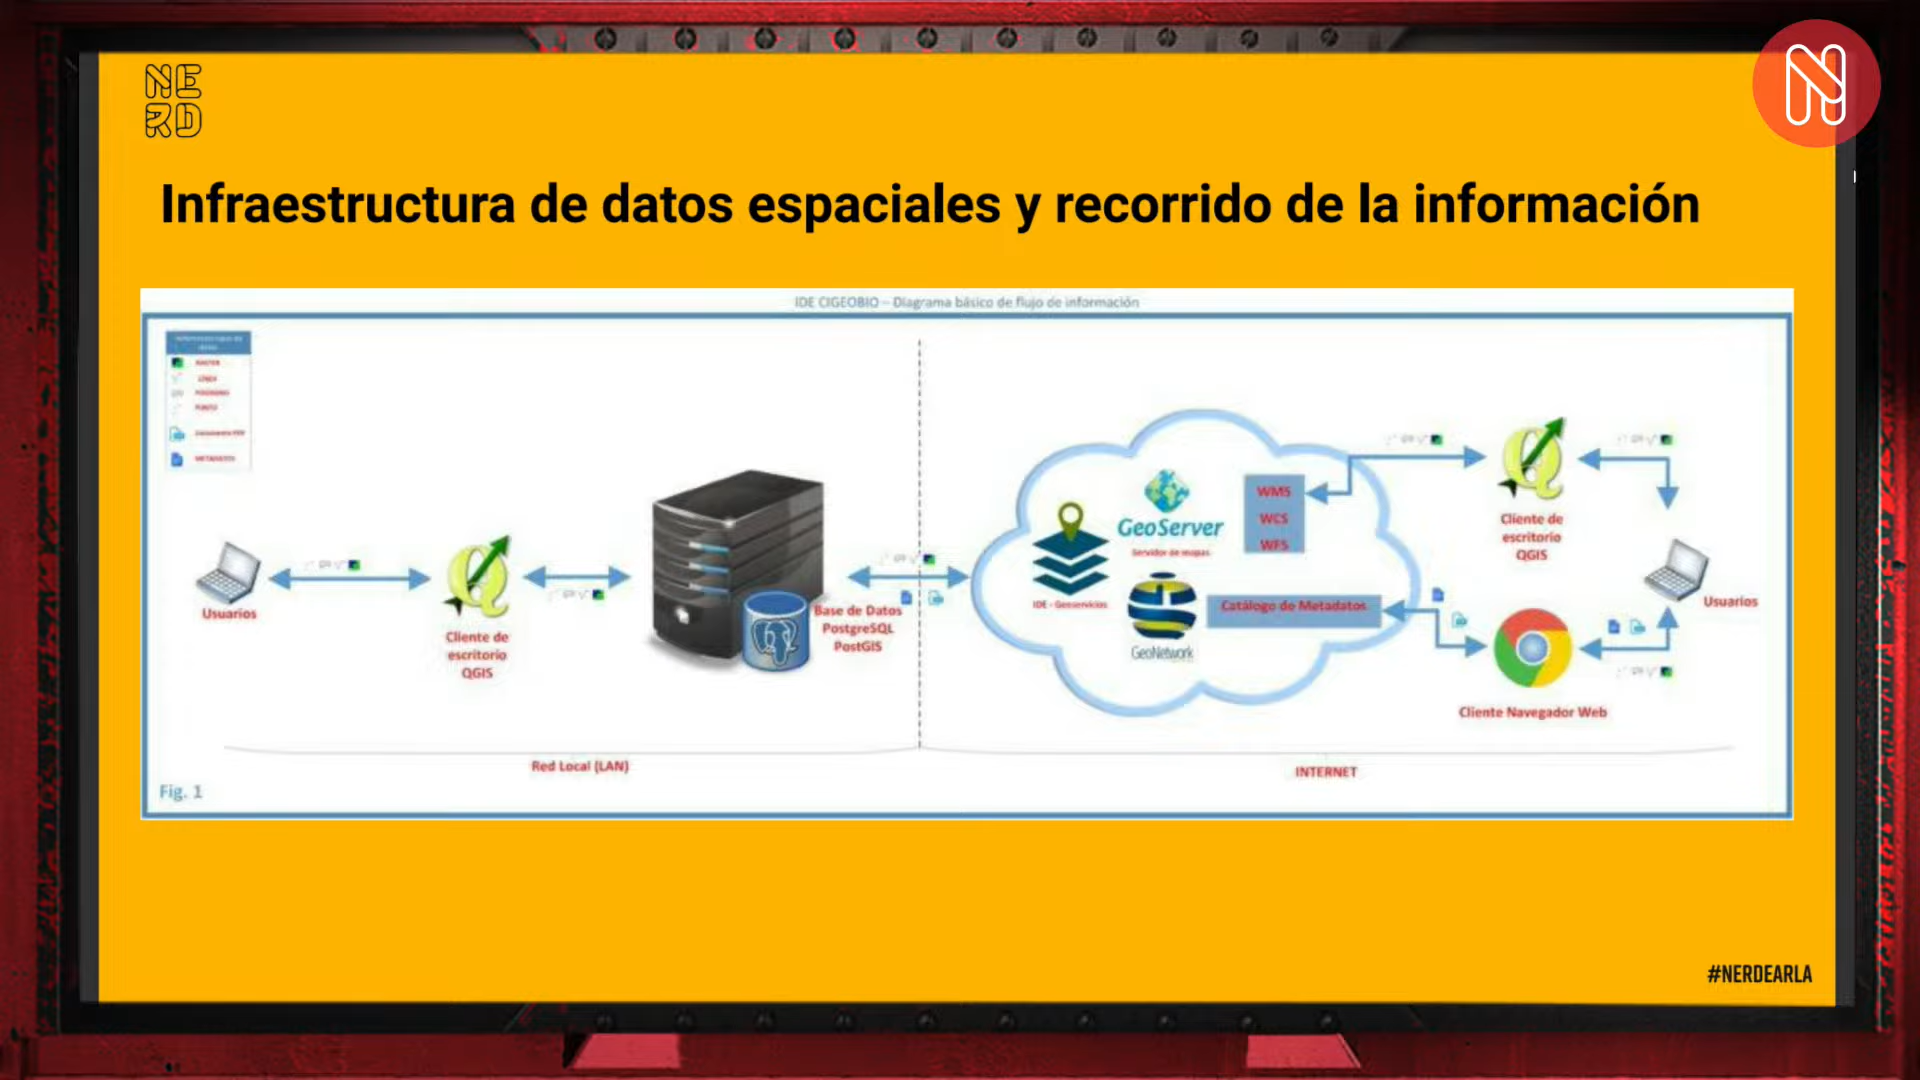 NE
RD
N
Infraestructura de datos espaciales y recorrido de la información
IDE CIGEOBIO – Diagrama básico de flujo de información
RASTER
LÍNEA
POLÍGONO
PUNTO
Documento PDF
METADATOS
Usuarios
Cliente de
escritorio
QGIS
Base de Datos
PostgreSQL
PostGIS
Red Local (LAN)
IDE - Geoservicios
GeoServer
Servidor de mapas
GeoNetwork
WMS
WCS
WFS
Catálogo de Metadatos
Cliente de
escritorio
QGIS
Usuarios
Cliente Navegador Web
INTERNET
Fig. 1
#NERDEARLA